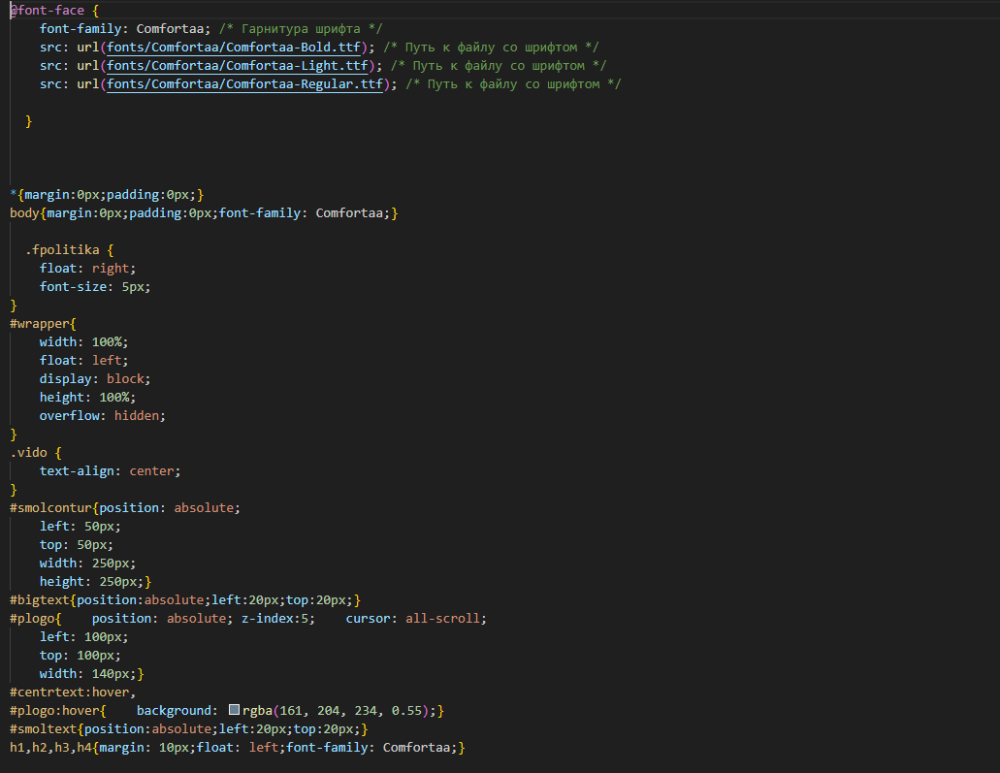 @font-face {
font-family: Comfortaa; /* Гарнитура шрифта */
src: url(fonts/Comfortaa/Comfortaa-Bold.ttf); /* Путь к файлу со шрифтом */
src: url(fonts/Comfortaa/Comfortaa-Light.ttf); /* Путь к файлу со шрифтом */
src: url(fonts/Comfortaa/Comfortaa-Regular.ttf); /* Путь к файлу со шрифтом */
}
*{margin:0px;padding:0px;}
body{margin:0px;padding:0px;font-family: Comfortaa;}
.fpolitika {
float: right;
font-size: 5px;
}
#wrapper{
width: 100%;
float: left;
display: block;
height: 100%;
overflow: hidden;
}
.vido {
text-align: center;
}
#smolcontur{position: absolute;
left: 50px;
top: 50px;
width: 250px;
height: 250px;}
#bigtext{position:absolute;left:20px;top:20px;}
#plogo{    position: absolute; z-index:5;    cursor: all-scroll;
left: 100px;
top: 100px;
width: 140px;}
#centrtext:hover,
#plogo:hover{    background: rgba(161, 204, 234, 0.55);}
#smoltext{position:absolute;left:20px;top:20px;}
h1,h2,h3,h4{margin: 10px;float: left;font-family: Comfortaa;}